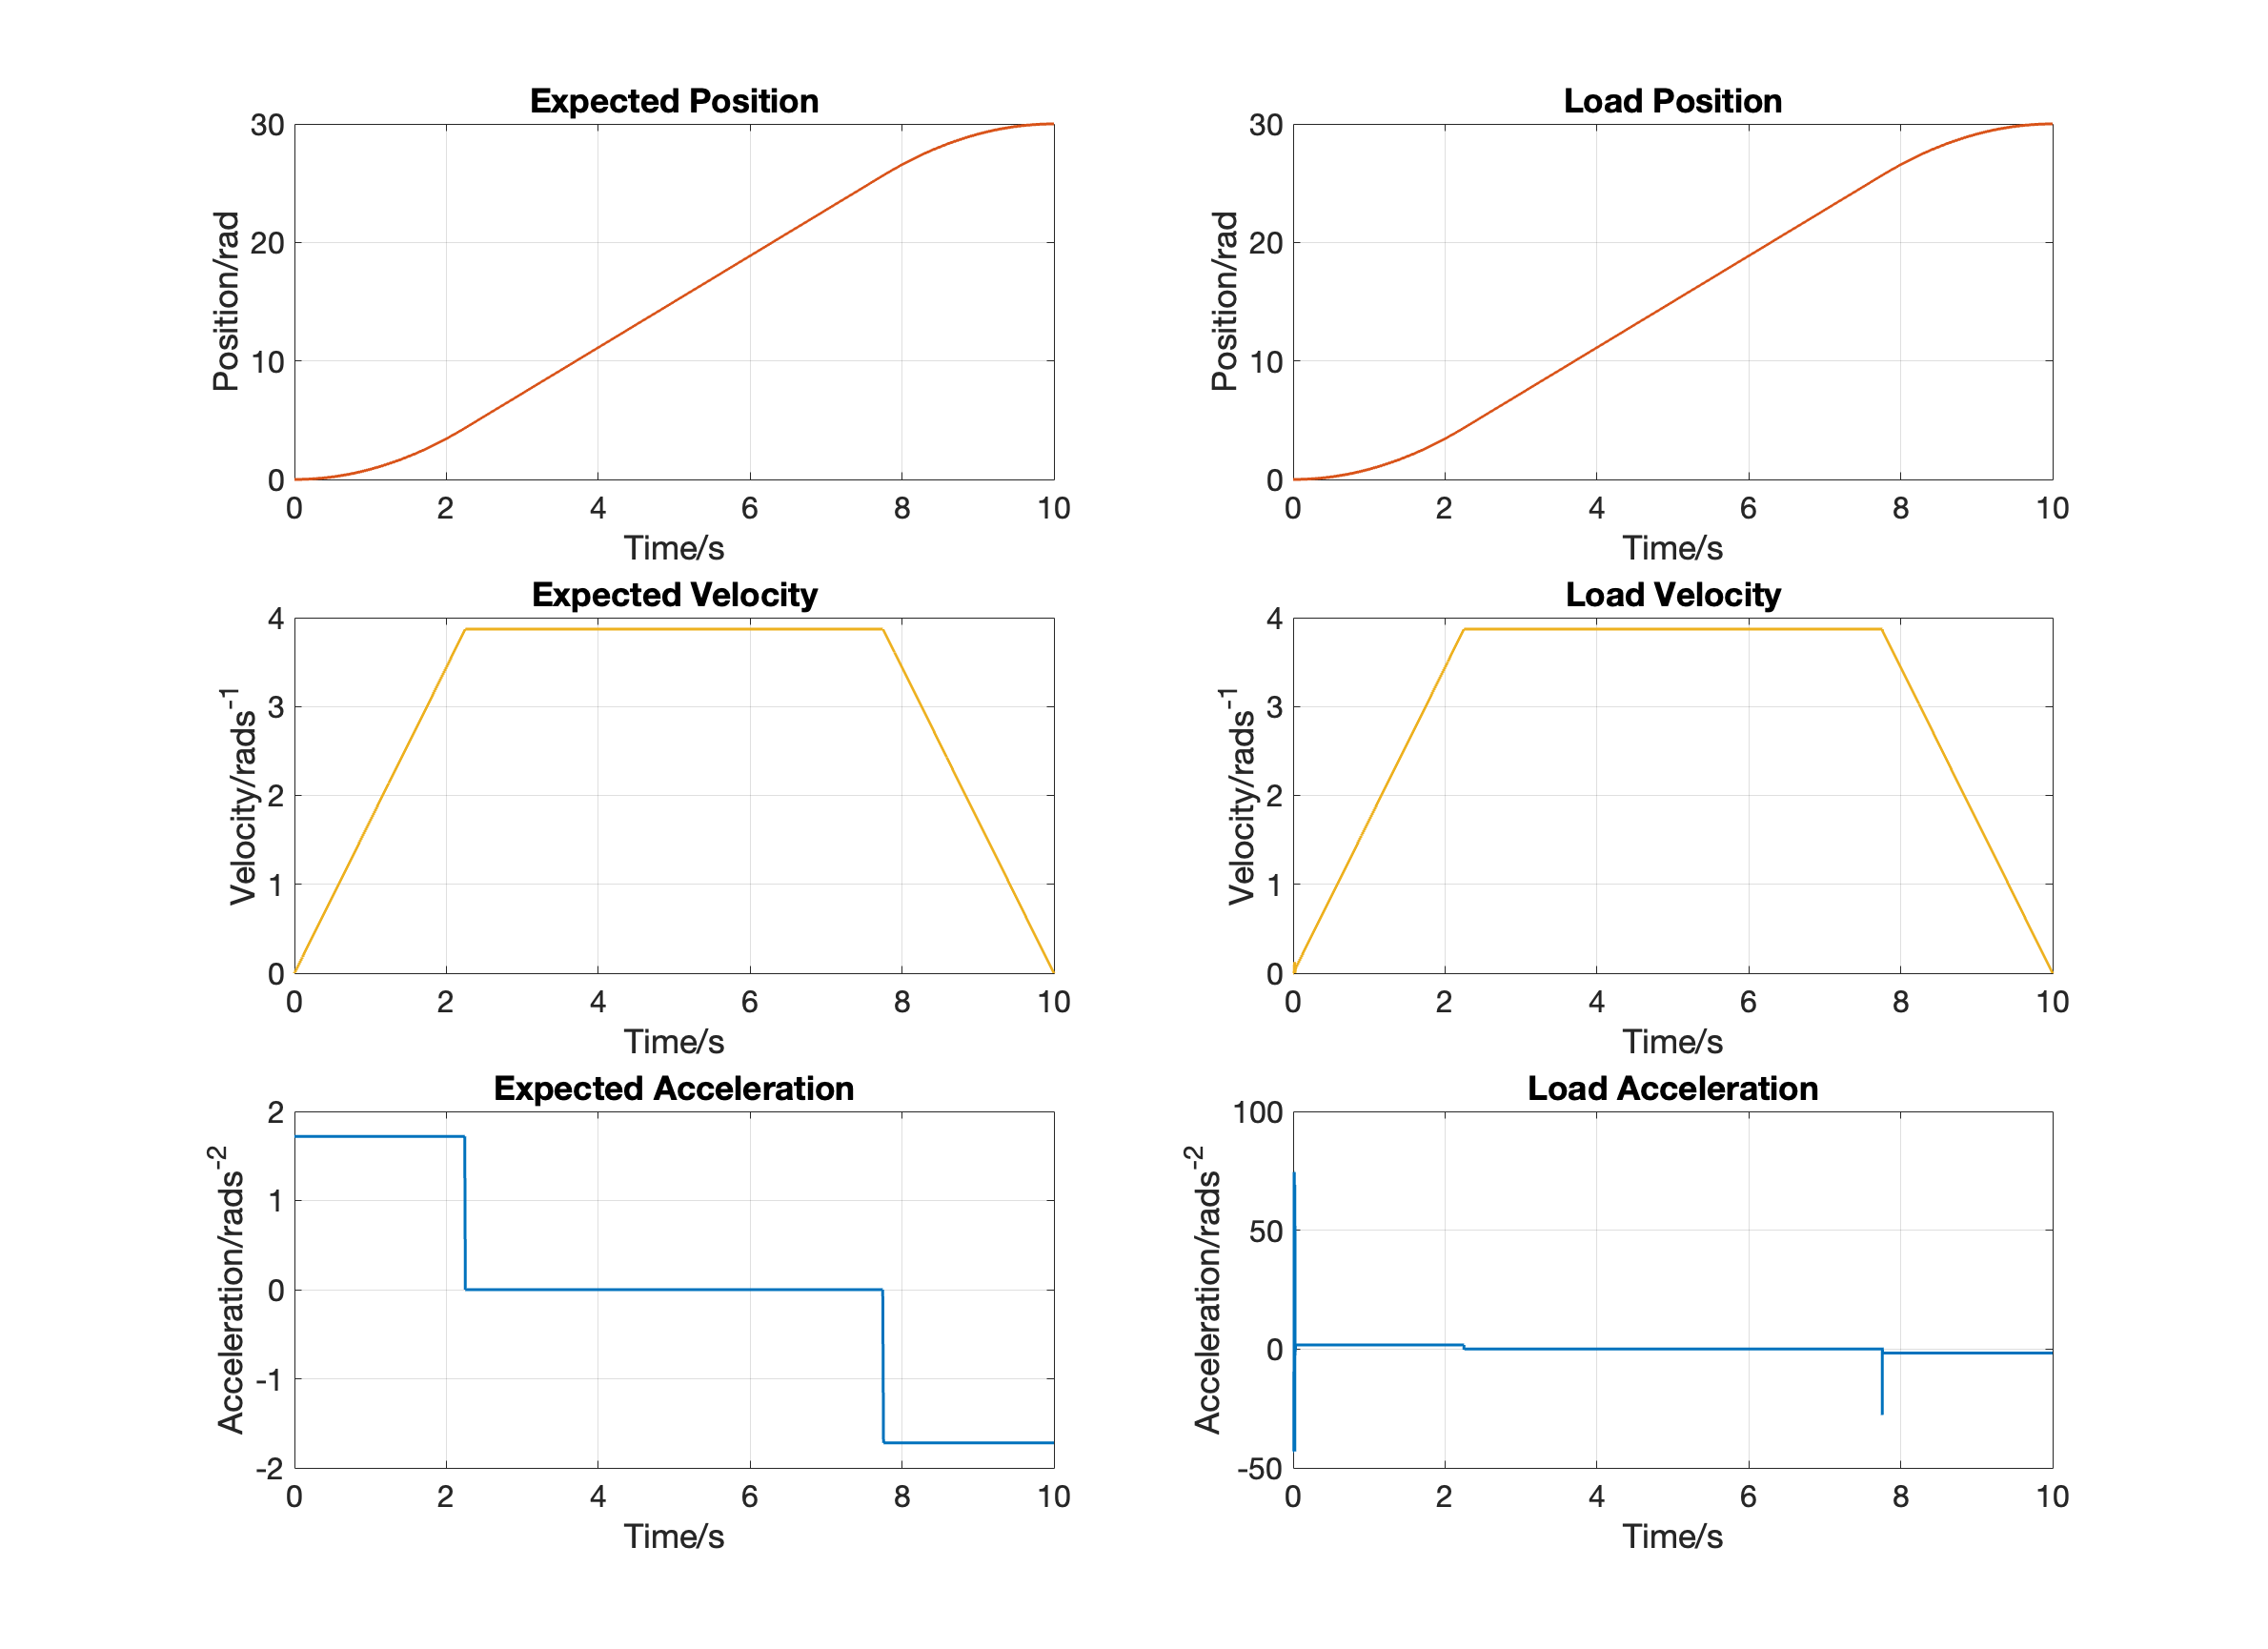 Expected Position
Position/rad
30
20
10
0
0 2 4 6 8 10
Time/s
Load Position
Position/rad
30
20
10
0
0 2 4 6 8 10
Time/s
Expected Velocity
Velocity/rads-1
4
3
2
1
0
0 2 4 6 8 10
Time/s
Load Velocity
Velocity/rads-1
4
3
2
1
0
0 2 4 6 8 10
Time/s
Expected Acceleration
Acceleration/rads-2
2
1
0
-1
-2
0 2 4 6 8 10
Time/s
Load Acceleration
Acceleration/rads-2
100
50
0
-50
0 2 4 6 8 10
Time/s